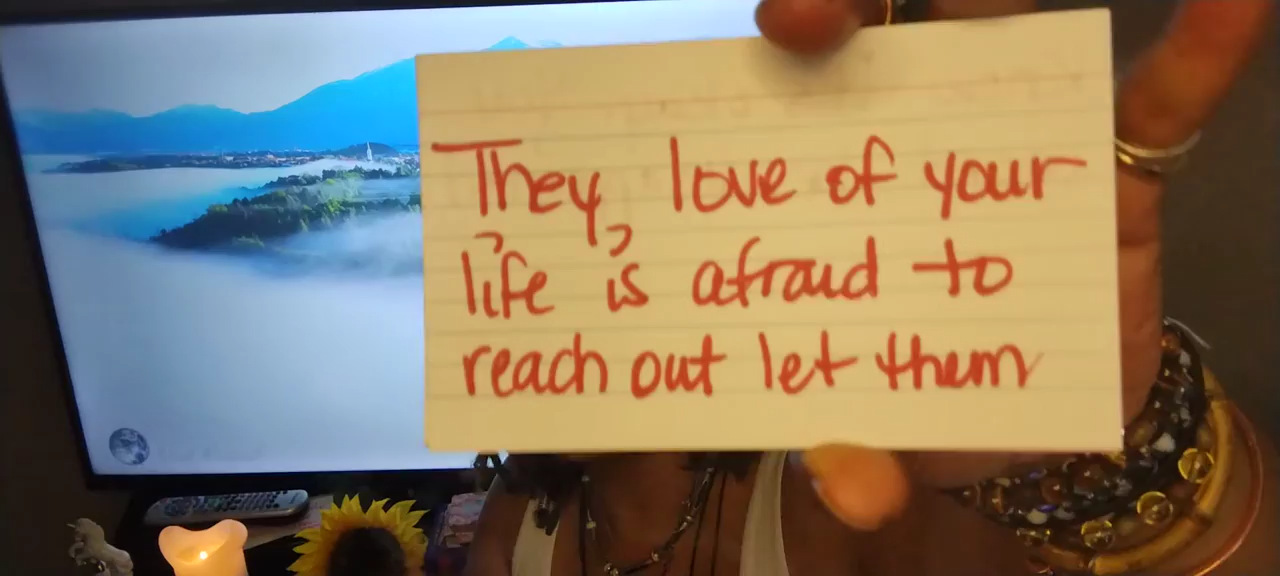 They, love of your
life is afraid to
reach out let them